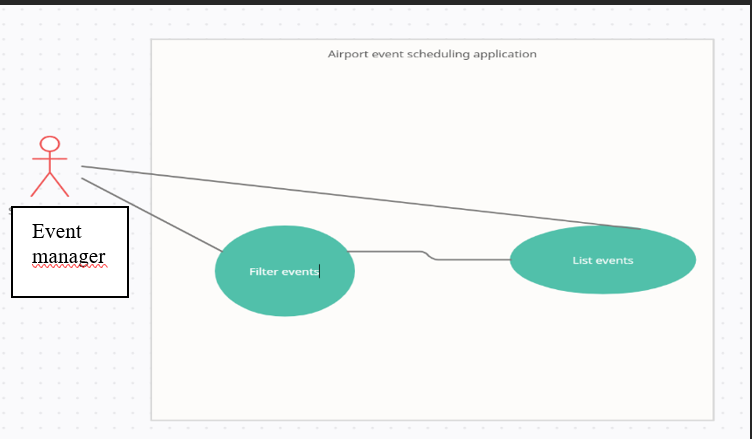 Airport event scheduling application
Event
manager
Filter events
List events